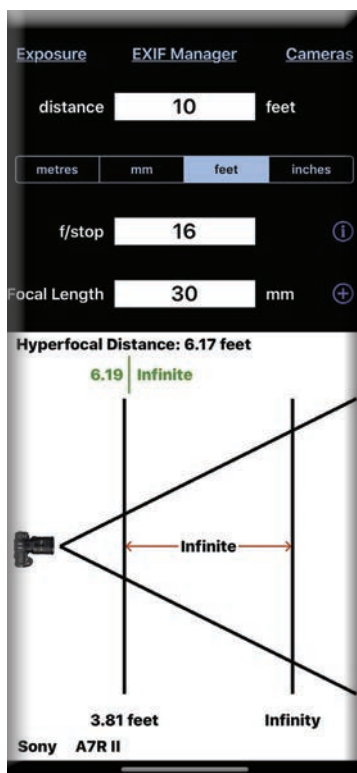 Exposure EXIF Manager Cameras
distance 10 feet
metres mm feet inches
f/stop 16
Focal Length 30 mm
Hyperfocal Distance: 6.17 feet
6.19 Infinite
Infinite
3.81 feet Infinity
Sony A7R II